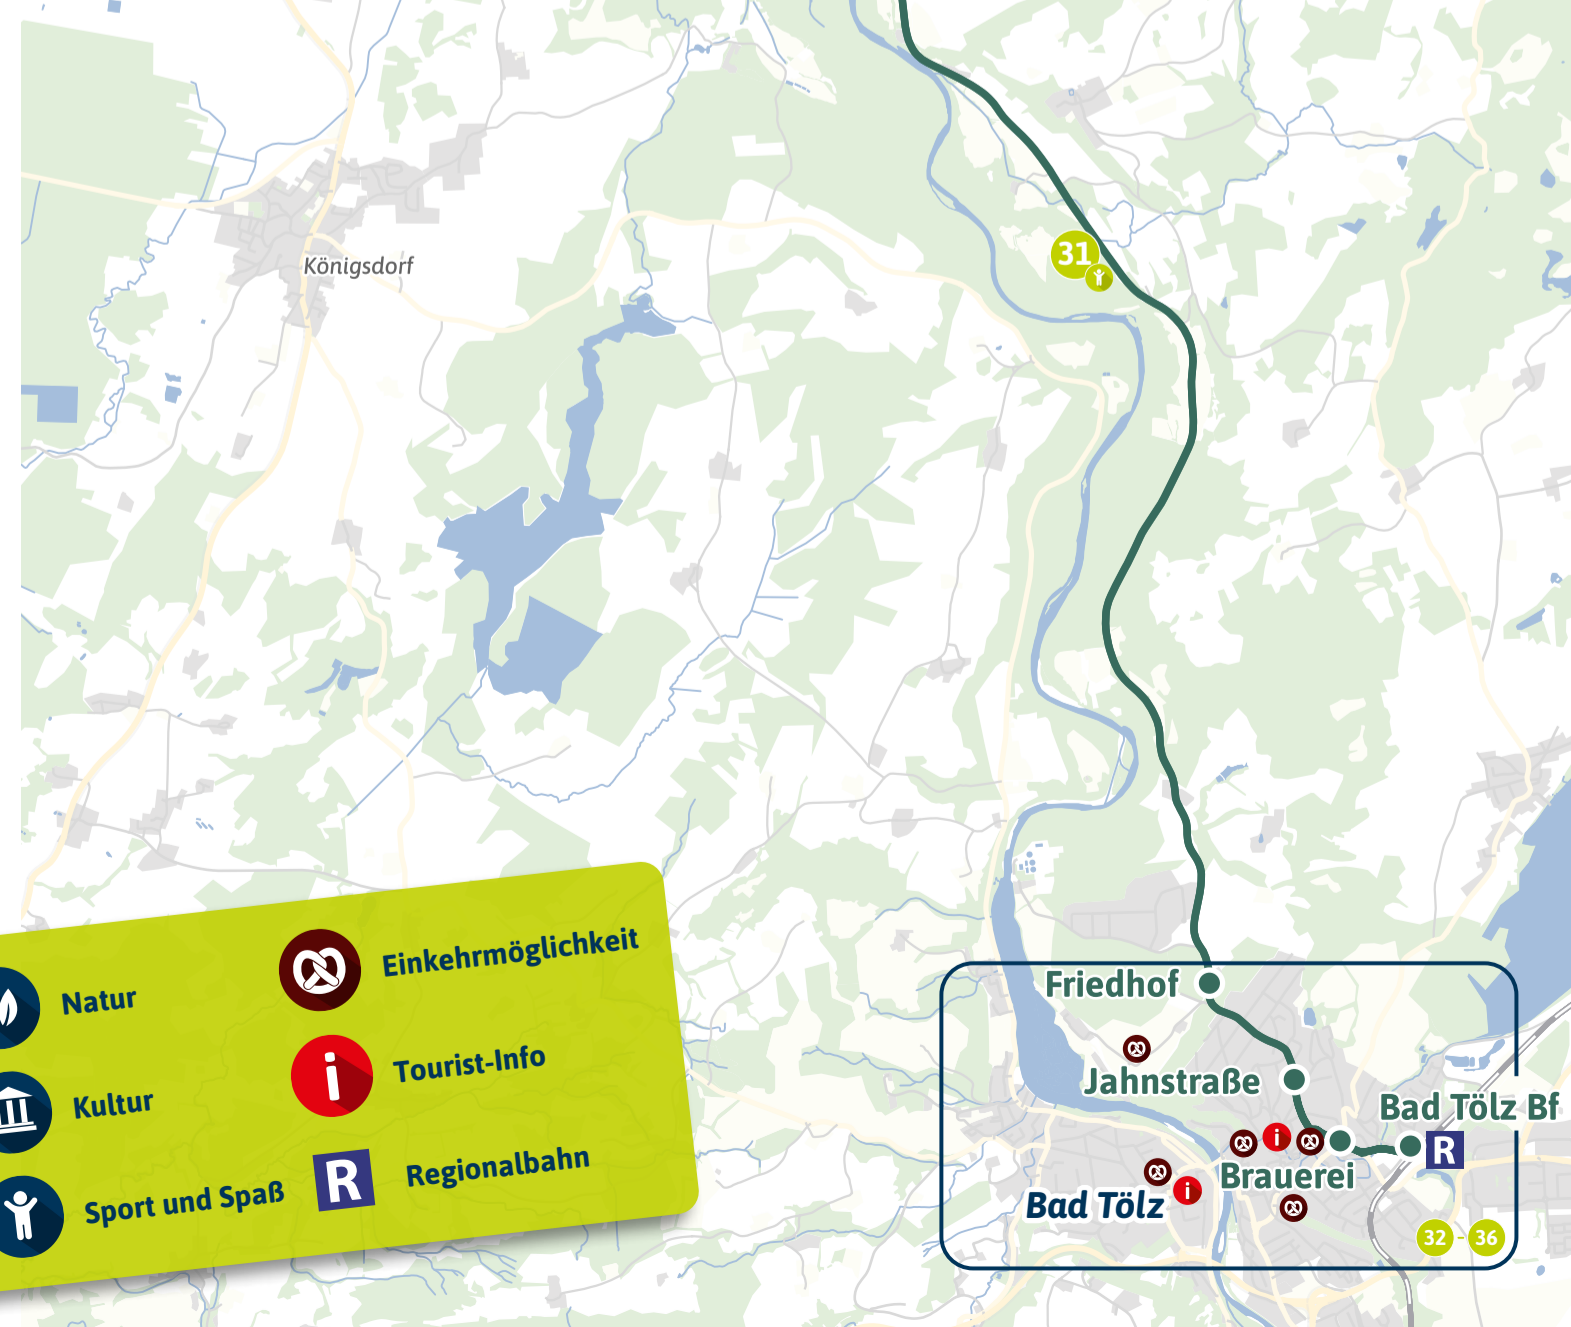 31
Königsdorf
Einkehrmöglichkeit
Natur
Tourist-Info
Kultur
R
Regionalbahn
Sport und Spaß
Friedhof
Jahnstraße
Bad Tölz Bf
R
Brauerei
Bad Tölz
32 - 36